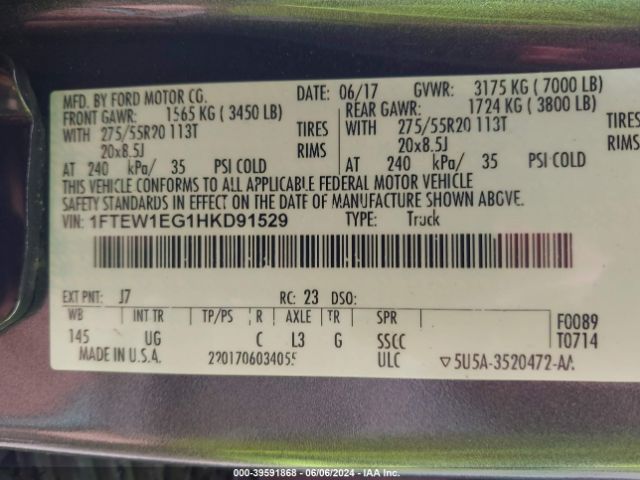 MFD. BY FORD MOTOR CO. DATE: 06/17 GVWR: 3175 KG ( 7000 LB)
FRONT GAWR: 1565 KG ( 3450 LB) REAR GAWR: 1724 KG ( 3800 LB)
WITH 275/55R20 113T TIRES WITH 275/55R20 113T TIRES
20x8.5J RIMS 20x8.5J RIMS
AT 240 kPa/ 35 PSI COLD AT 240 kPa/ 35 PSI COLD
THIS VEHICLE CONFORMS TO ALL APPLICABLE FEDERAL MOTOR VEHICLE
SAFETY STANDARDS IN EFFECT ON THE DATE OF MANUFACTURE SHOWN ABOVE.
VIN: 1FTEW1EG1HKD91529 TYPE: Truck
EXT PNT: J7 RC: 23 DSO:
WB INT TR TP/PS R AXLE TR SPR F0089
145 UG C L3 G SSCC T0714
MADE IN U.S.A. 220170603405 ULC ▽5U5A-3520472-AA
000-39591868 - 06/06/2024 - IAA Inc.